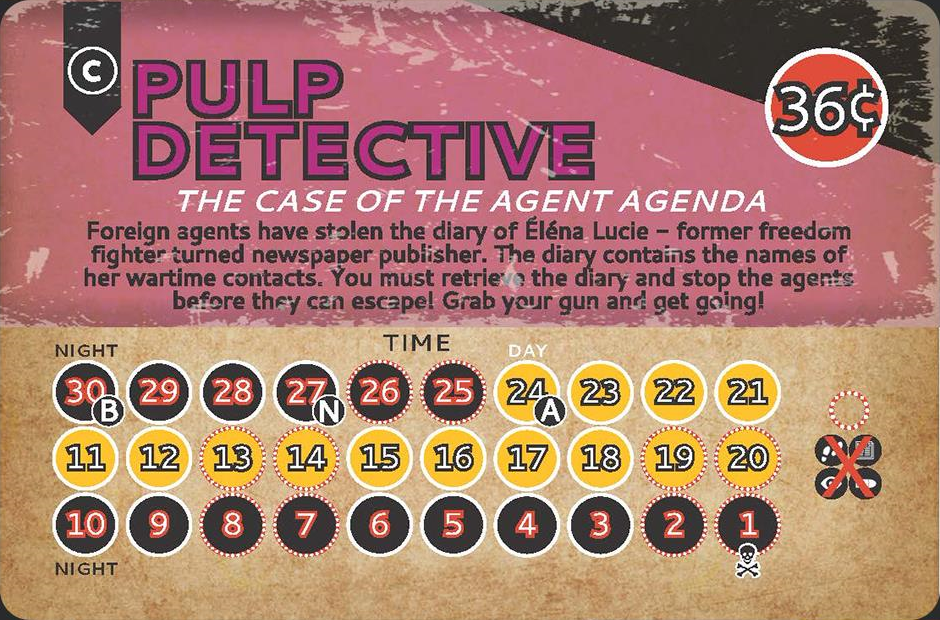 C
PULP
DETECTIVE
36¢
THE CASE OF THE AGENT AGENDA
Foreign agents have stolen the diary of Éléna Lucie – former freedom
fighter turned newspaper publisher. The diary contains the names of
her wartime contacts. You must retrieve the diary and stop the agents
before they can escape! Grab your gun and get going!
NIGHT TIME DAY
30 29 28 27 26 25 24 23 22 21
B N A
11 12 13 14 15 16 17 18 19 20
10 9 8 7 6 5 4 3 2 1
NIGHT